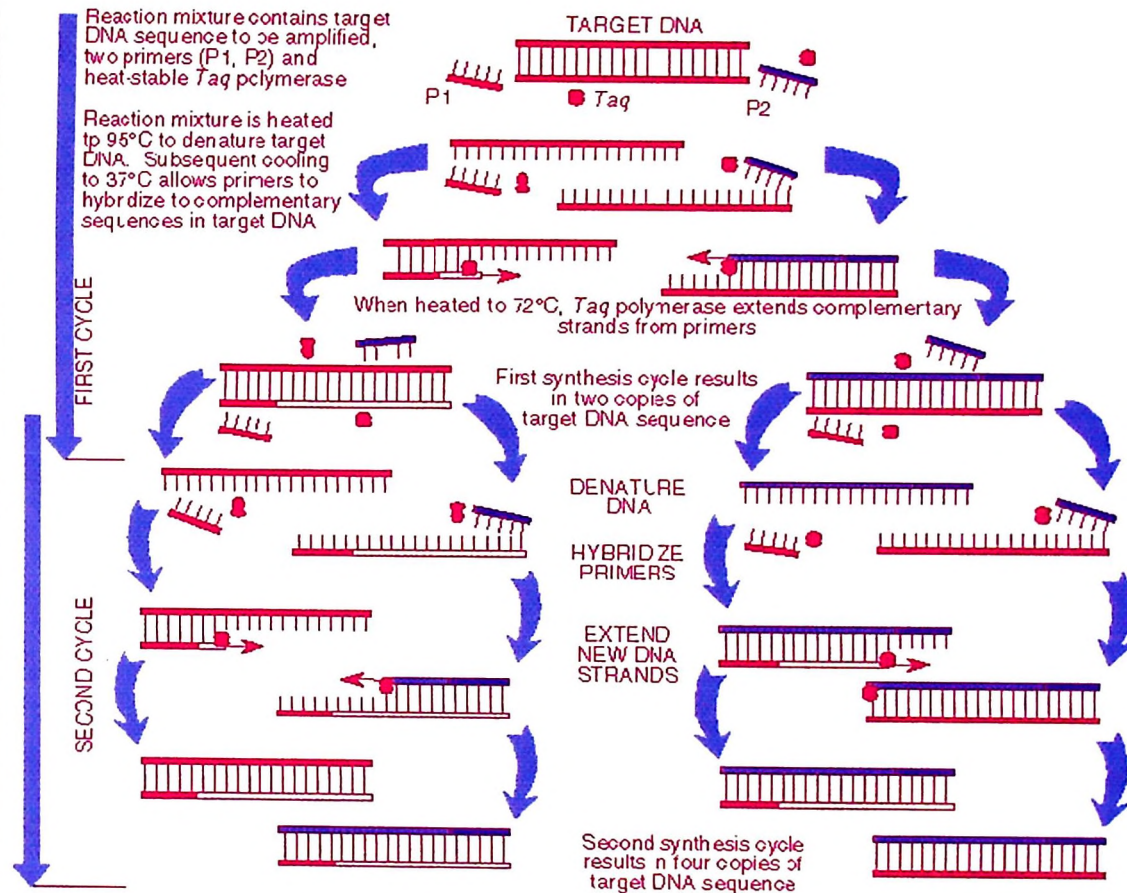 Reaction mixture contains target
DNA sequence to be amplified,
two primers (P1, P2) and
heat-stable Taq polymerase
TARGET DNA
P1
Taq
P2
Reaction mixture is heated
tp 95°C to denature target
DNA. Subsequent cooling
to 37°C allows primers to
hybridize to complementary
sequences in target DNA
When heated to 72°C, Taq polymerase extends complementary
strands from primers
FIRST CYCLE
First synthesis cycle results
in two copies of
target DNA sequence
DENATURE
DNA
HYBRIDIZE
PRIMERS
SECOND CYCLE
EXTEND
NEW DNA
STRANDS
Second synthesis cycle
results in four copies of
target DNA sequence